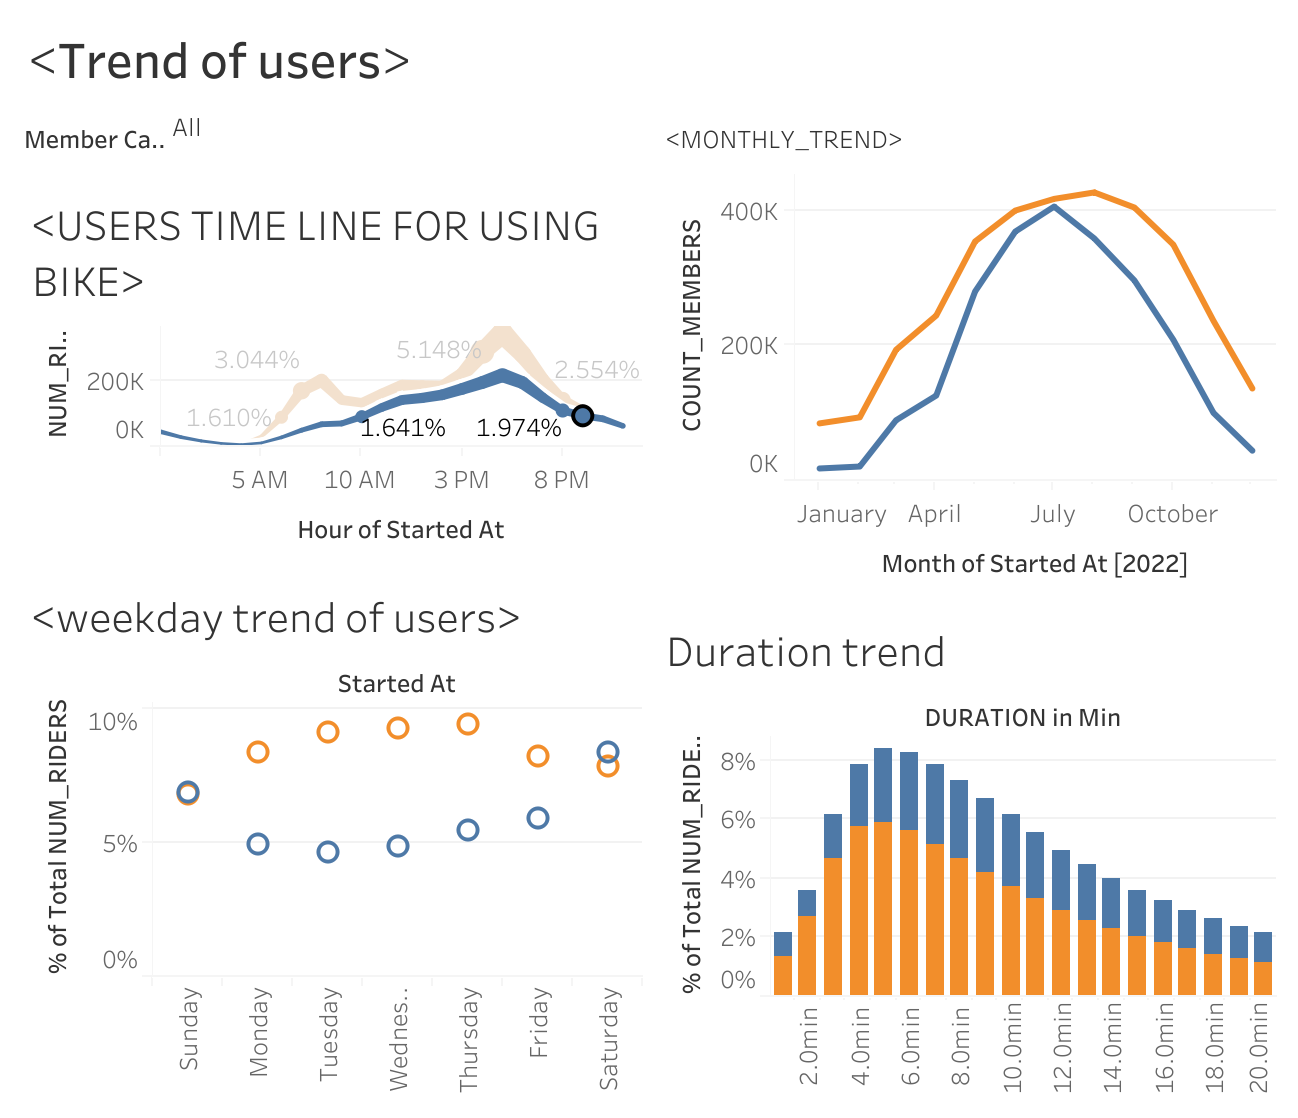 <Trend of users>
Member Ca.. All
<USERS TIME LINE FOR USING
BIKE>
NUM_RI..
200K
0K
3.044%
5.148%
2.554%
1.610%
1.641%
1.974%
5 AM
10 AM
3 PM
8 PM
Hour of Started At
<MONTHLY_TREND>
COUNT_MEMBERS
400K
200K
0K
January
April
July
October
Month of Started At [2022]
<weekday trend of users>
Started At
% of Total NUM_RIDERS
10%
5%
0%
Sunday
Monday
Tuesday
Wednes..
Thursday
Friday
Saturday
Duration trend
DURATION in Min
% of Total NUM_RIDE..
8%
6%
4%
2%
0%
2.0min
4.0min
6.0min
8.0min
10.0min
12.0min
14.0min
16.0min
18.0min
20.0min